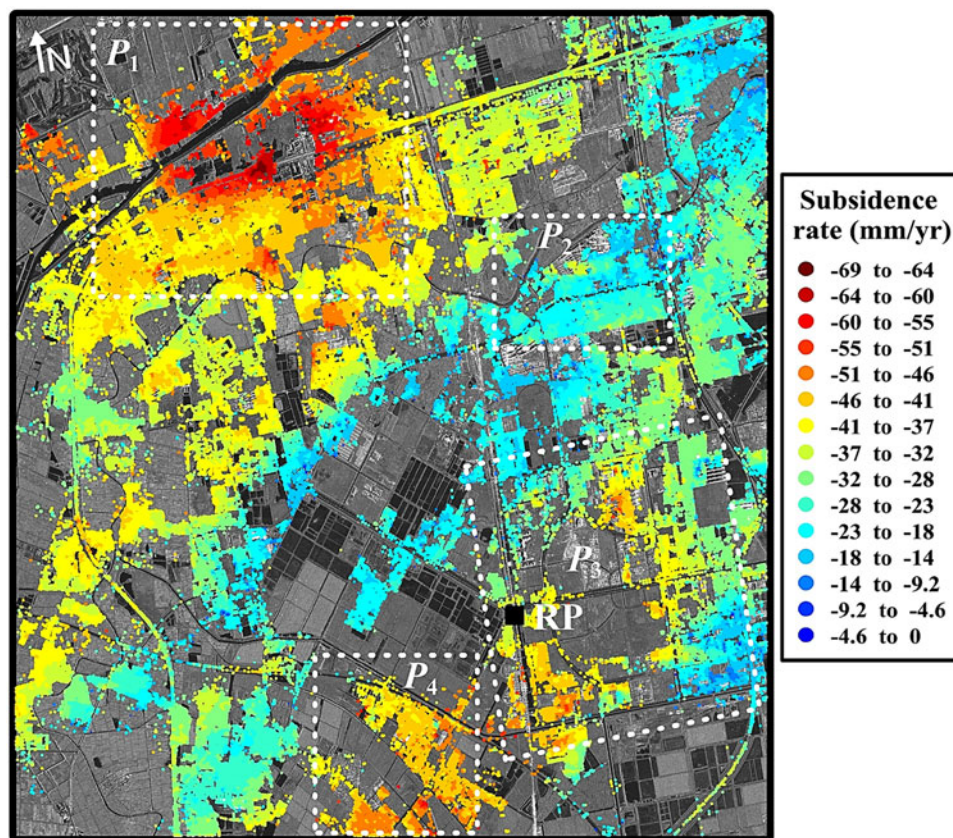 N
P1
P2
P3
RP
P4
Subsidence
rate (mm/yr)
-69 to -64
-64 to -60
-60 to -55
-55 to -51
-51 to -46
-46 to -41
-41 to -37
-37 to -32
-32 to -28
-28 to -23
-23 to -18
-18 to -14
-14 to -9.2
-9.2 to -4.6
-4.6 to 0